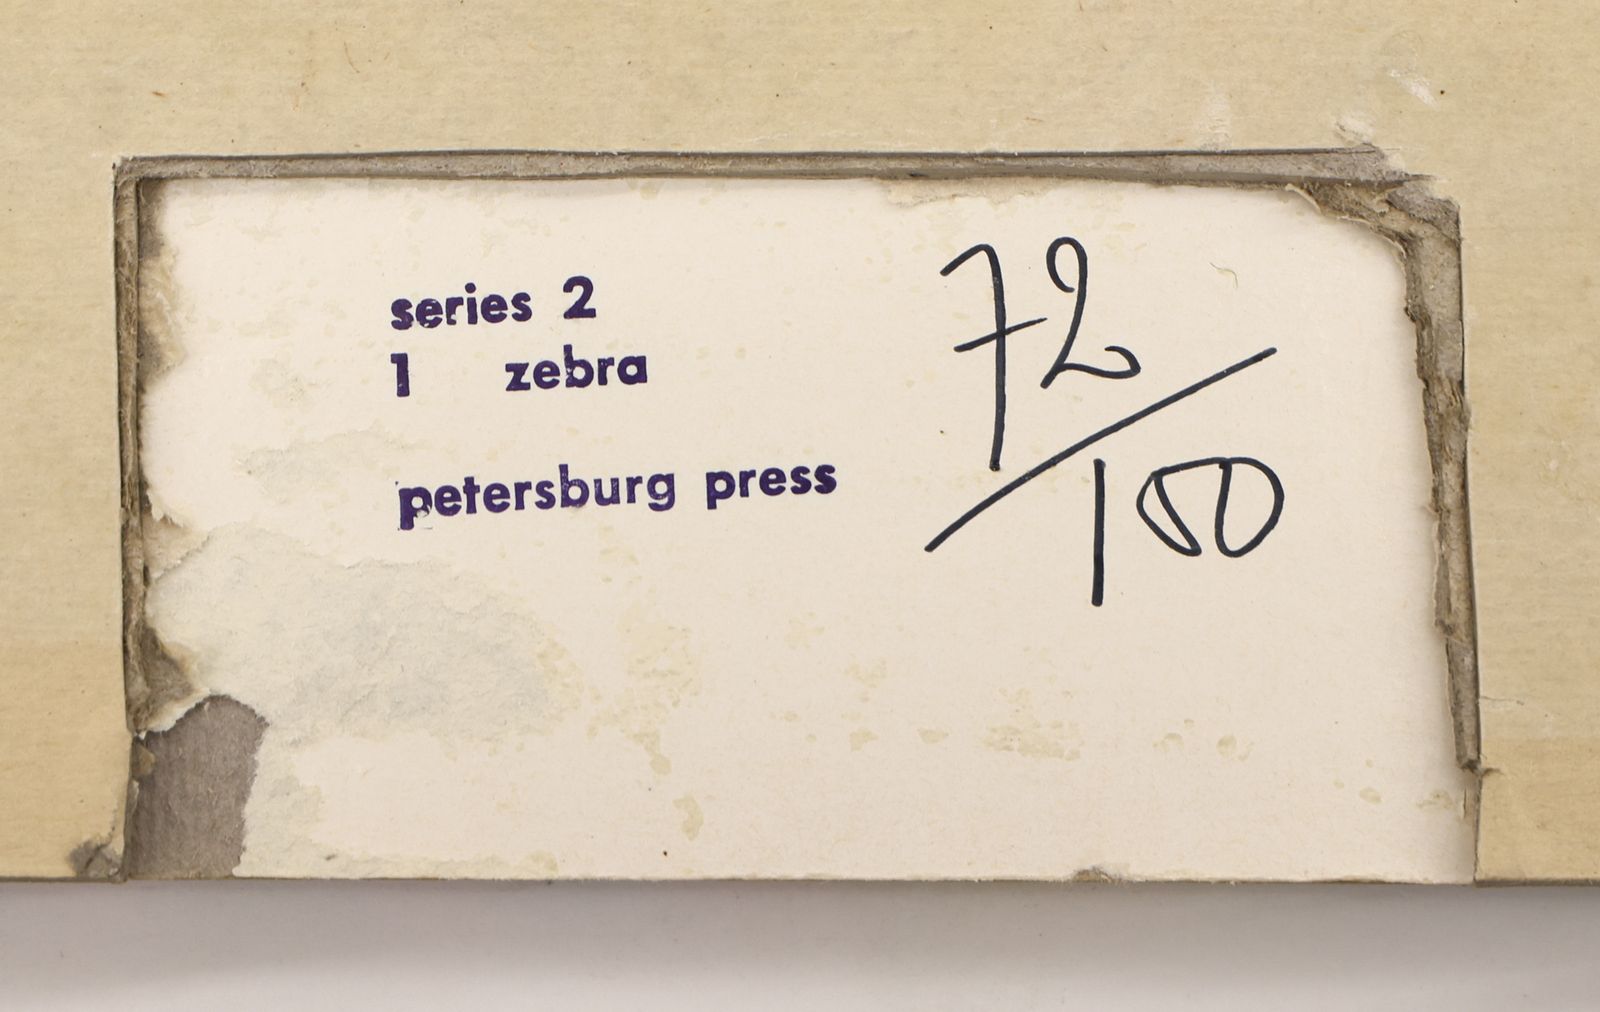 series 2
1 zebra
petersburg press
72/100